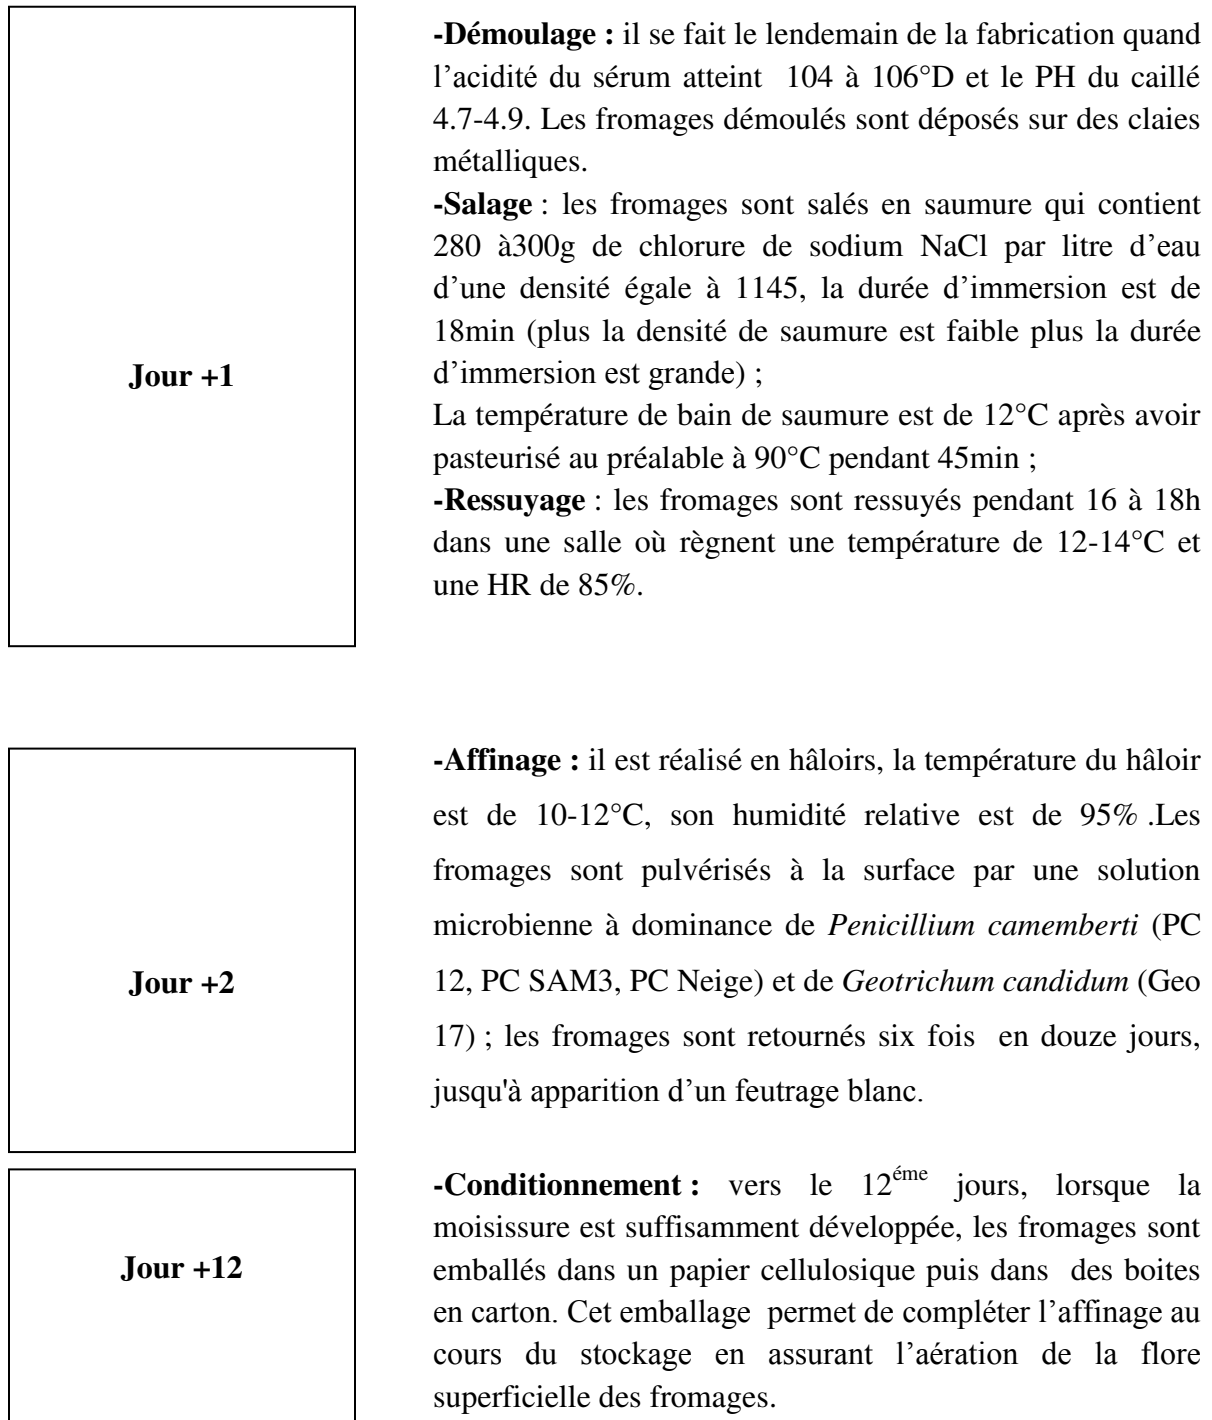 -Démoulage : il se fait le lendemain de la fabrication quand
l’acidité du sérum atteint 104 à 106°D et le PH du caillé
4.7-4.9. Les fromages démoulés sont déposés sur des claies
métalliques.
-Salage : les fromages sont salés en saumure qui contient
280 à300g de chlorure de sodium NaCl par litre d’eau
d’une densité égale à 1145, la durée d’immersion est de
18min (plus la densité de saumure est faible plus la durée
d’immersion est grande) ;
Jour +1
La température de bain de saumure est de 12°C après avoir
pasteurisé au préalable à 90°C pendant 45min ;
-Ressuyage : les fromages sont ressuyés pendant 16 à 18h
dans une salle où règnent une température de 12-14°C et
une HR de 85%.
-Affinage : il est réalisé en hâloirs, la température du hâloir
est de 10-12°C, son humidité relative est de 95% .Les
fromages sont pulvérisés à la surface par une solution
microbienne à dominance de Penicillium camemberti (PC
12, PC SAM3, PC Neige) et de Geotrichum candidum (Geo
Jour +2
17) ; les fromages sont retournés six fois en douze jours,
jusqu'à apparition d’un feutrage blanc.
-Conditionnement : vers le 12éme jours, lorsque la
moisissure est suffisamment développée, les fromages sont
Jour +12
emballés dans un papier cellulosique puis dans des boites
en carton. Cet emballage permet de compléter l’affinage au
cours du stockage en assurant l’aération de la flore
superficielle des fromages.